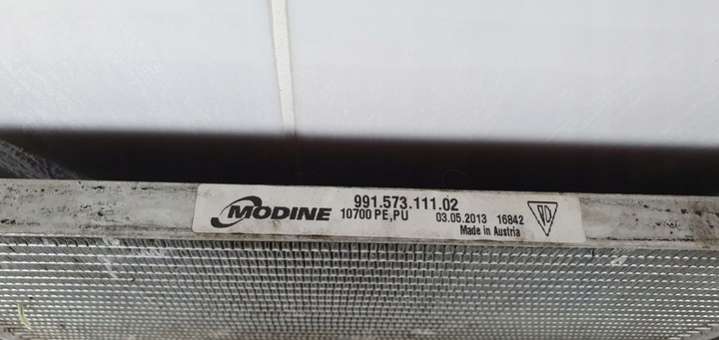 MODINE
991.573.111.02
10700 PE,PU 03.05.2013 16842
Made in Austria